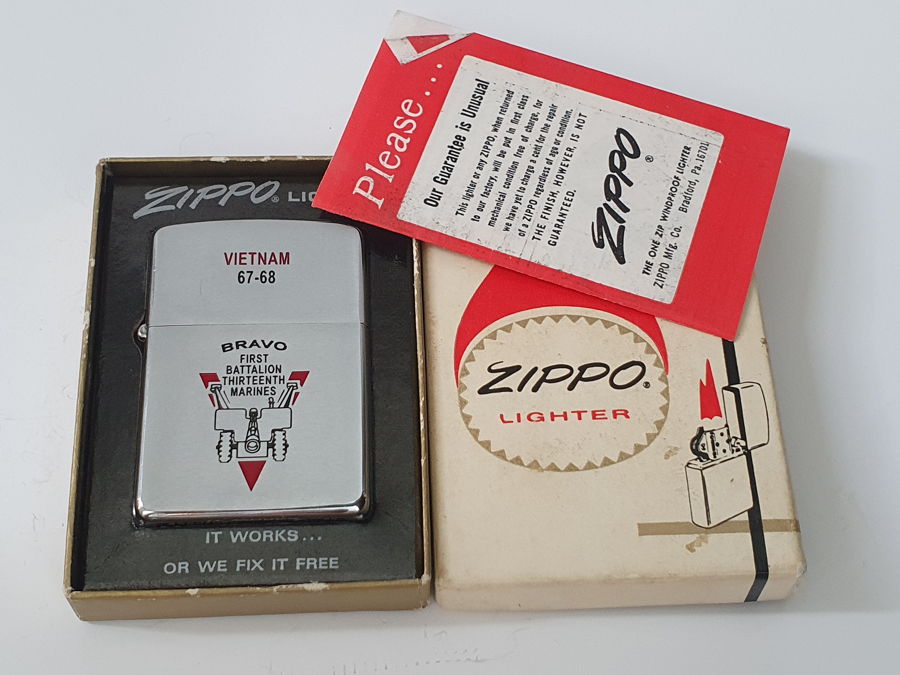 ZIPPO® LI
VIETNAM
67-68
BRAVO
FIRST
BATTALION
THIRTEENTH
MARINES
IT WORKS...
OR WE FIX IT FREE
Please....
Our Guarantee is Unusual
This lighter or any ZIPPO, when returned
to our factory, will be put in first class
mechanical condition free of charge, for
we have yet to charge a cent for the repair
of a ZIPPO regardless of age or condition.
THE FINISH, HOWEVER, IS NOT
GUARANTEED.
ZIPPO®
THE ONE ZIP WINDPROOF LIGHTER
ZIPPO Mfg. Co. Bradford, Pa. 16701
ZIPPO®
LIGHTER